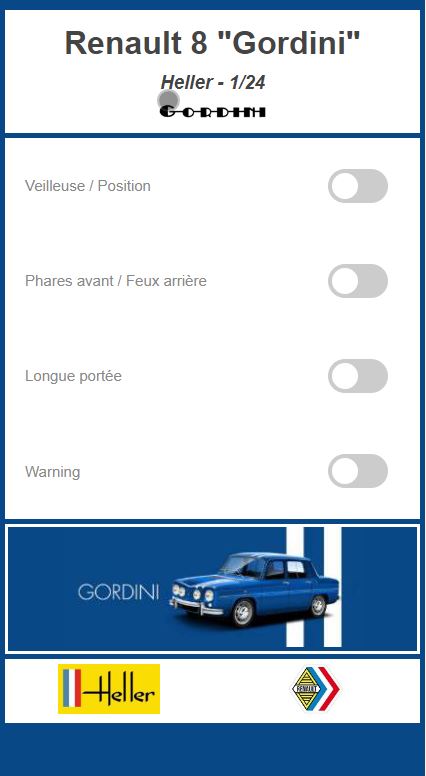 Renault 8 "Gordini"
Heller - 1/24
GORDINI
Veilleuse / Position
Phares avant / Feux arrière
Longue portée
Warning
GORDINI
Heller
RENAULT